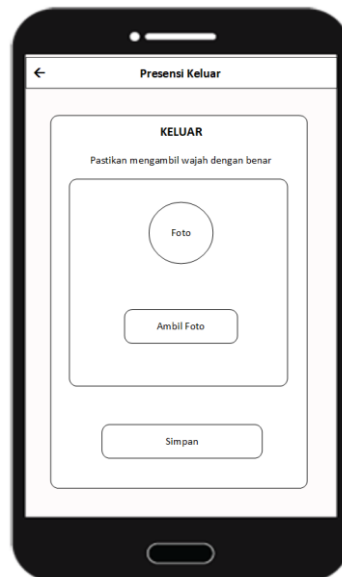 Presensi Keluar
KELUAR
Pastikan mengambil wajah dengan benar
Foto
Ambil Foto
Simpan